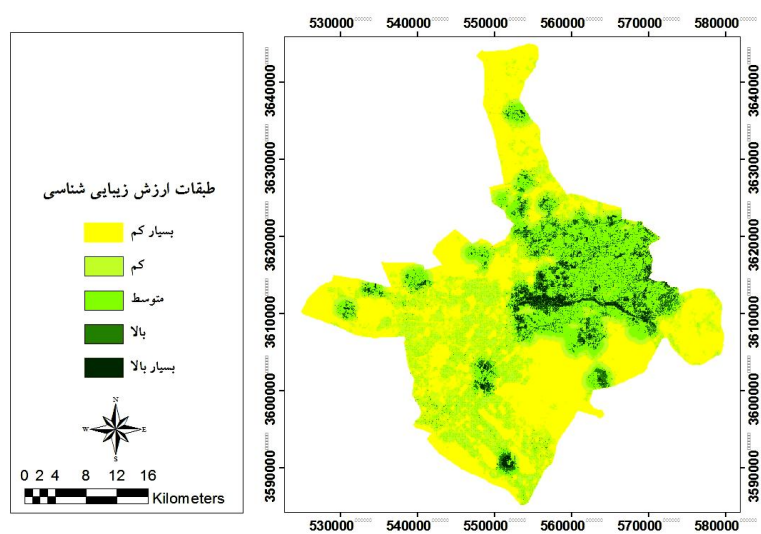 530000 540000 550000 560000 570000 580000
3640000 3640000
3630000 3630000
3620000 3620000
3610000 3610000
3600000 3600000
3590000 3590000
530000 540000 550000 560000 570000 580000
طبقات ارزش زیبایی شناسی
بسیار کم
کم
متوسط
بالا
بسیار بالا
N
W E
S
0 2 4 8 12 16
Kilometers